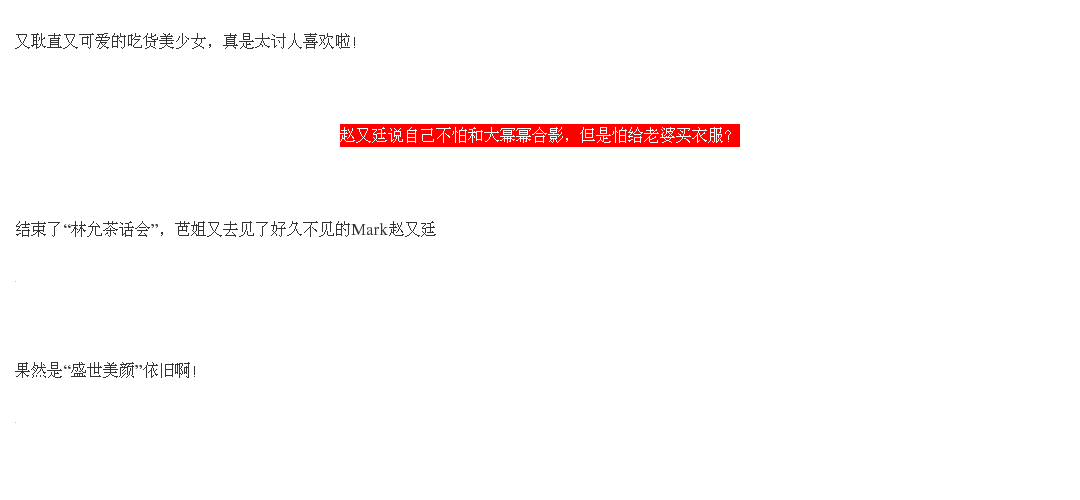 又耿直又可爱的吃货美少女，真是太讨人喜欢啦！
赵又廷说自己不怕和大幂幂合影，但是怕给老婆买衣服？
结束了“林允茶话会”，芭姐又去见了好久不见的Mark赵又廷
果然是“盛世美颜”依旧啊！